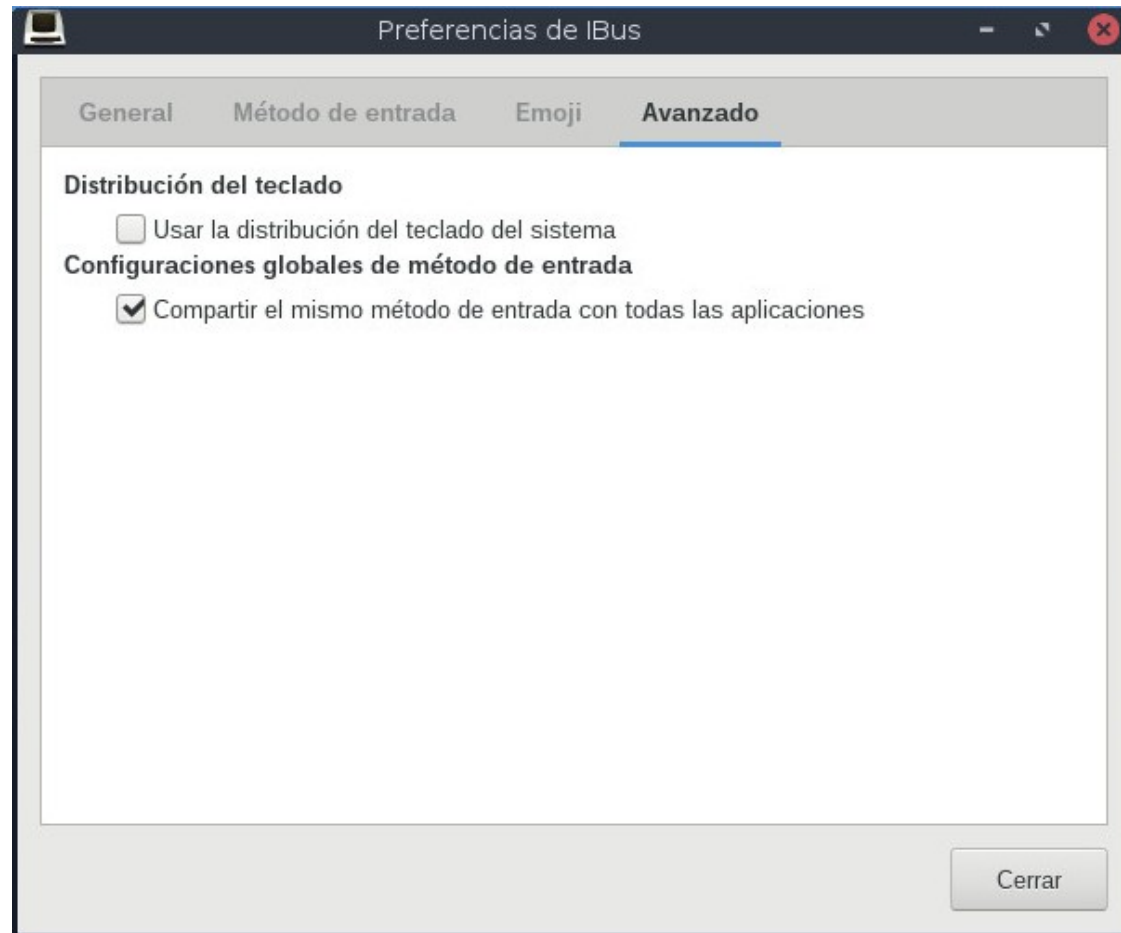 Preferencias de IBus
General Método de entrada Emoji Avanzado
Distribución del teclado
Usar la distribución del teclado del sistema
Configuraciones globales de método de entrada
Compartir el mismo método de entrada con todas las aplicaciones
Cerrar